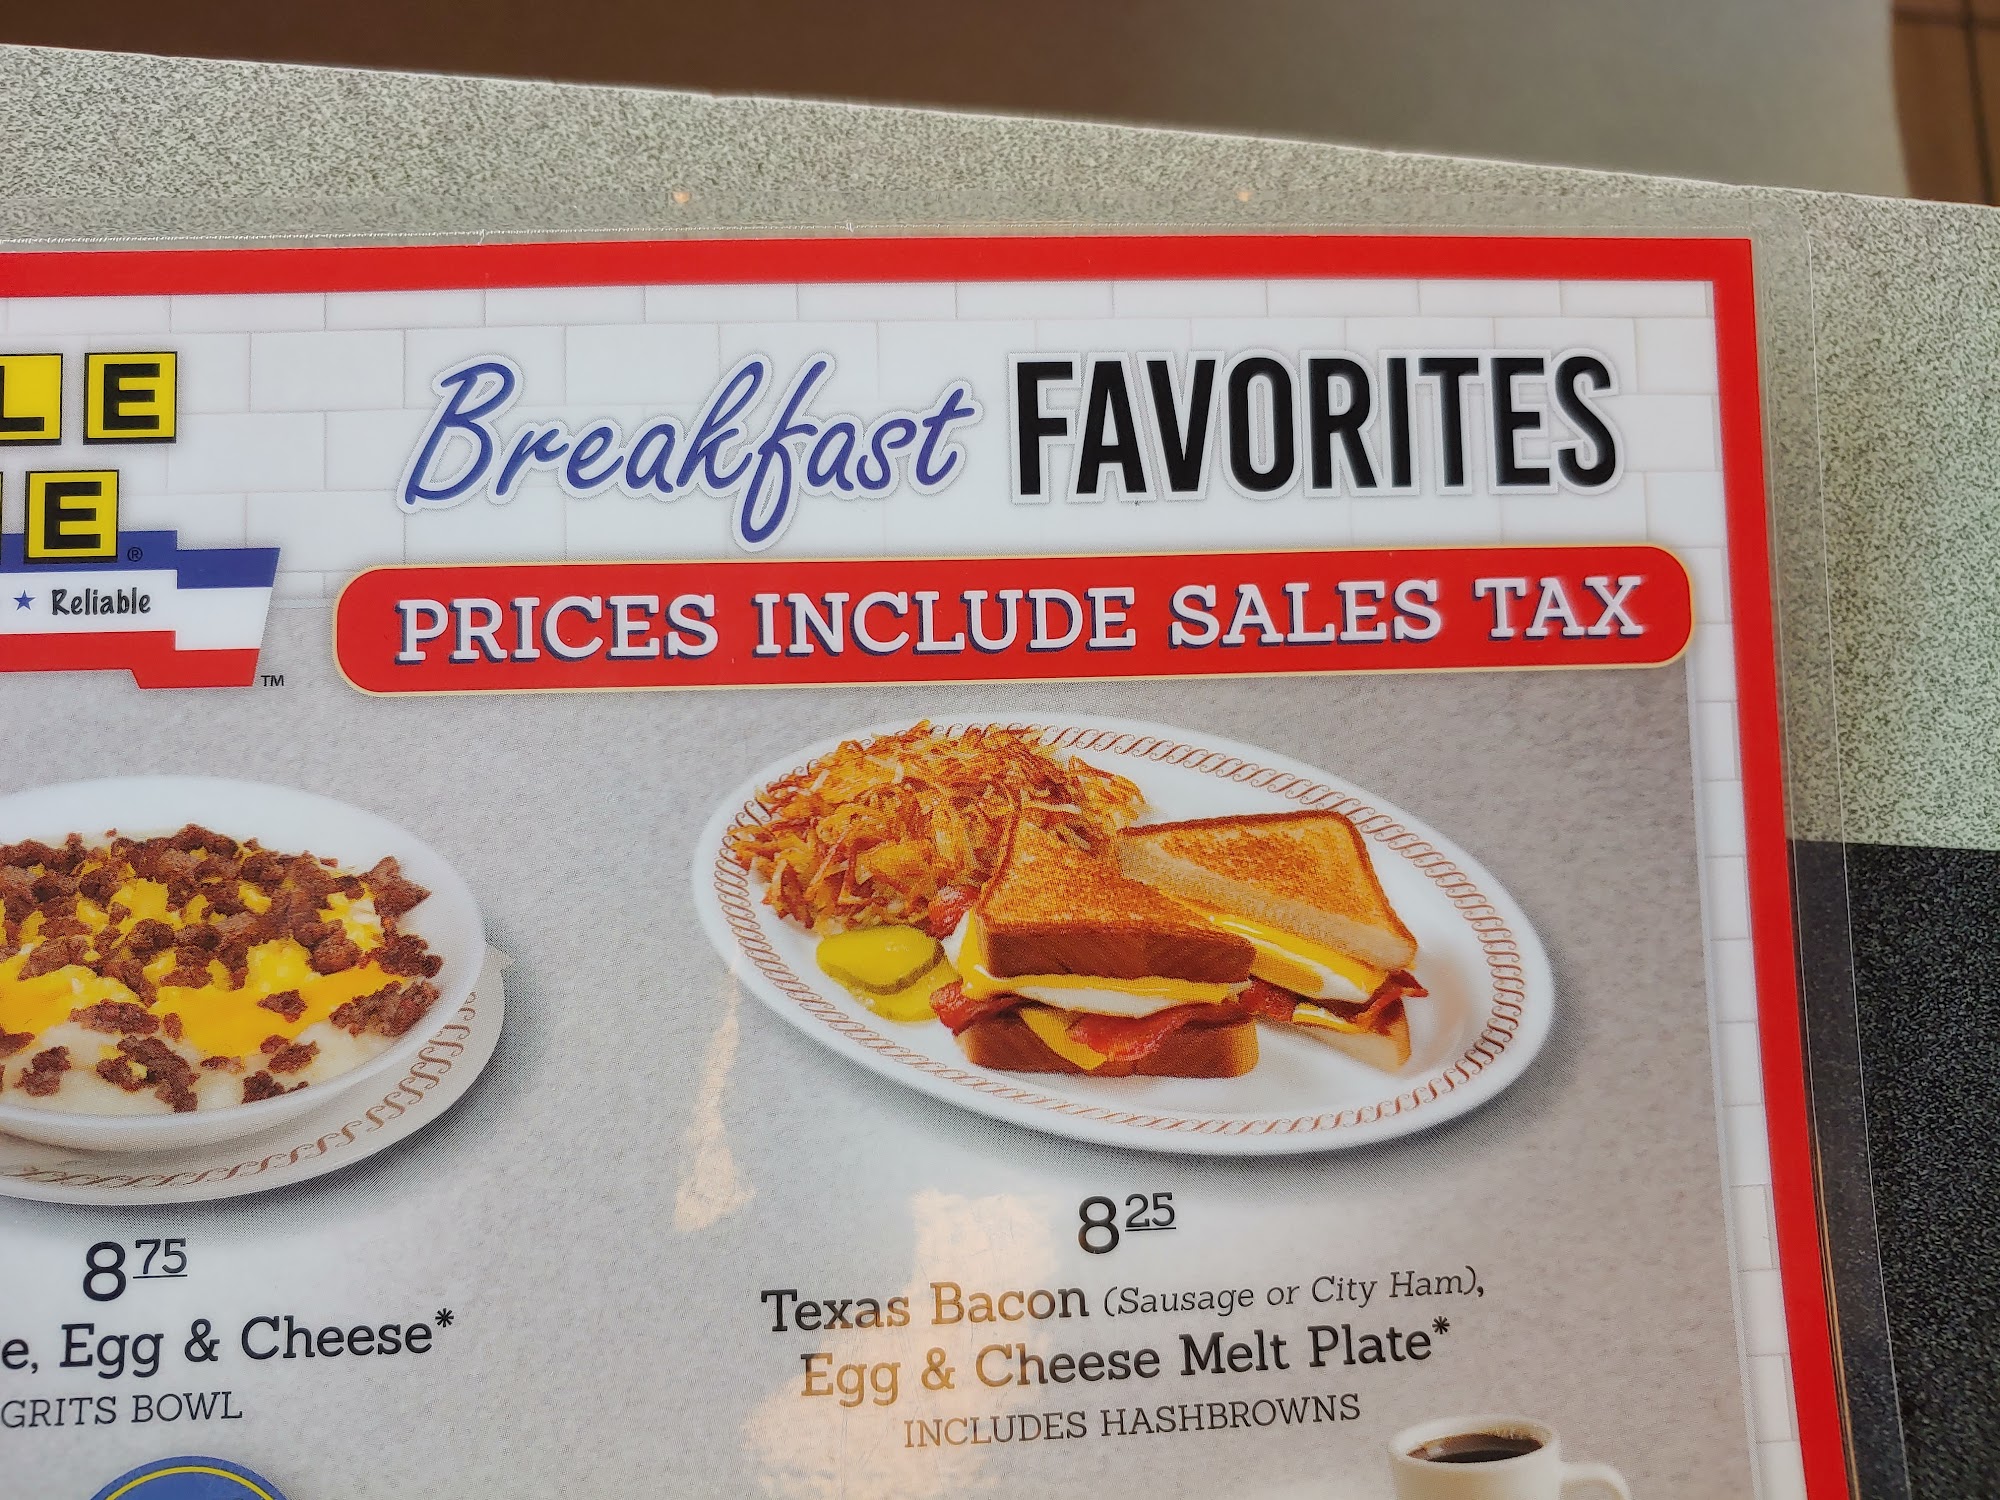 LE
E ®
★ Reliable
TM
Breakfast FAVORITES
PRICES INCLUDE SALES TAX
8 75
e, Egg & Cheese*
GRITS BOWL
8 25
Texas Bacon (Sausage or City Ham),
Egg & Cheese Melt Plate*
INCLUDES HASHBROWNS